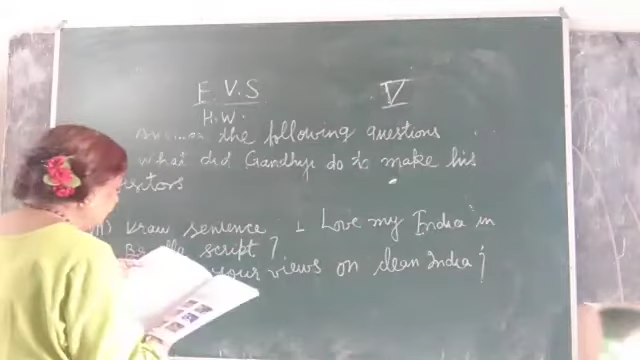 E.V.S V
H.W.
the following questions
what did Gandhiji do to make his
Draw sentence I Love my India in
script ?
your views on clean India